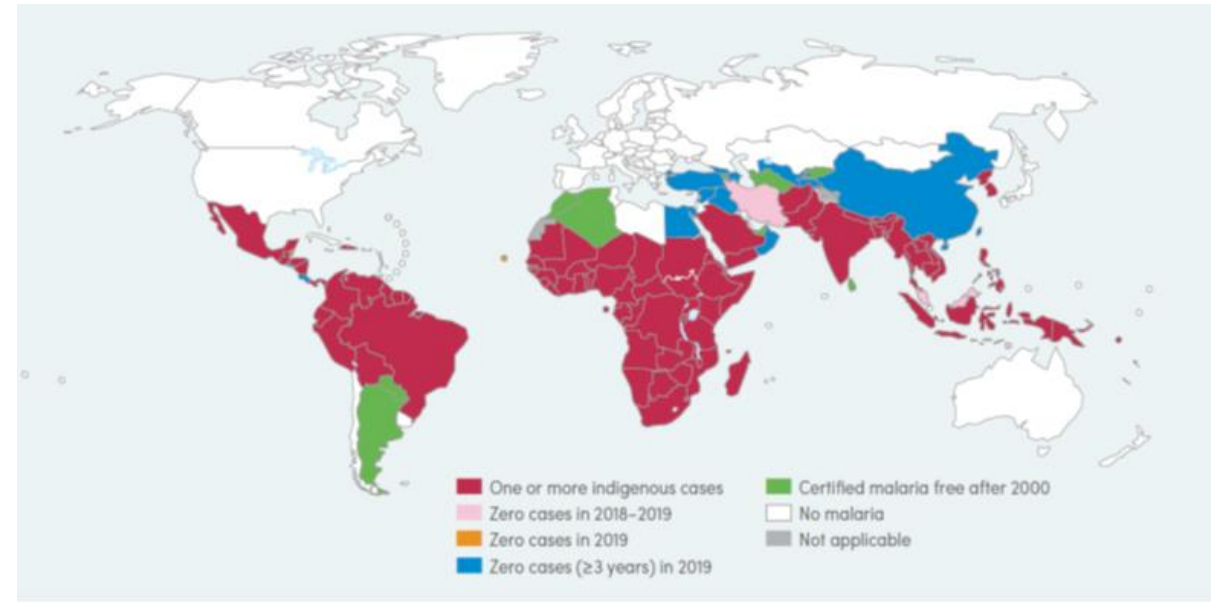 One or more indigenous cases
Zero cases in 2018–2019
Zero cases in 2019
Zero cases (≥3 years) in 2019
Certified malaria free after 2000
No malaria
Not applicable